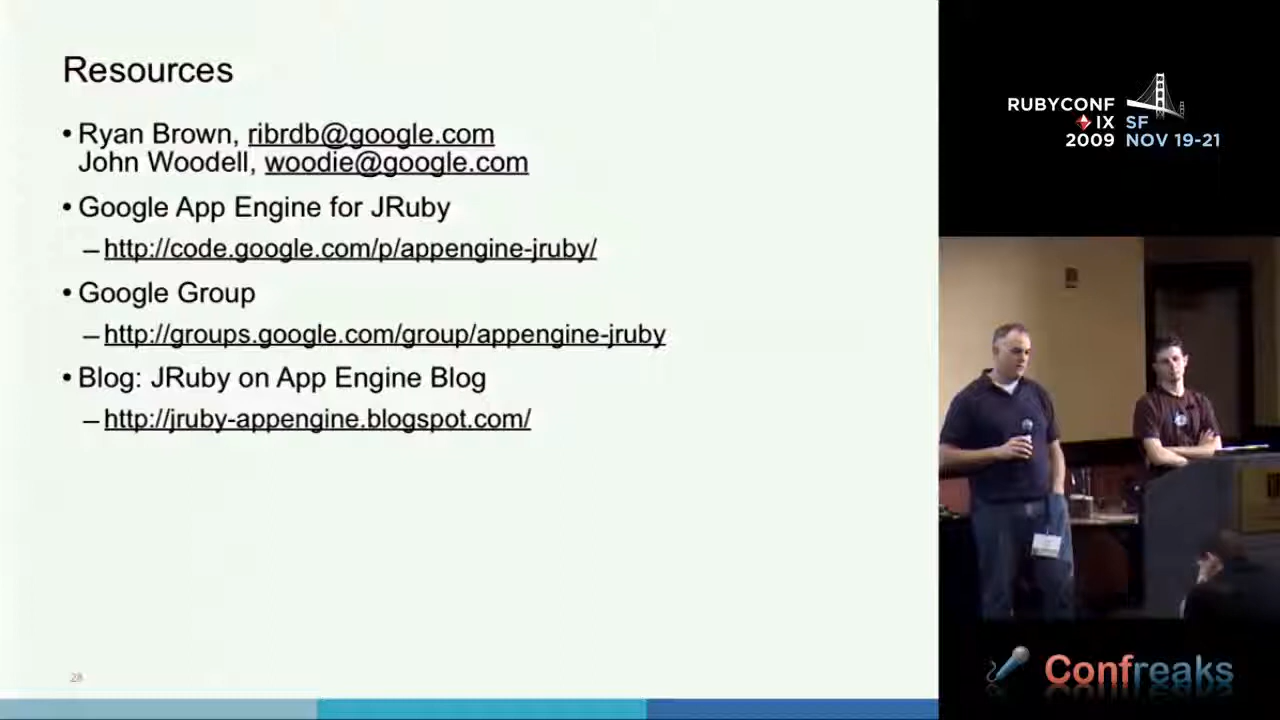 Resources
• Ryan Brown, ribrdb@google.com
John Woodell, woodie@google.com
• Google App Engine for JRuby
– http://code.google.com/p/appengine-jruby/
• Google Group
– http://groups.google.com/group/appengine-jruby
• Blog: JRuby on App Engine Blog
– http://jruby-appengine.blogspot.com/
28
RUBYCONF
IX SF
2009 NOV 19-21
Confreaks